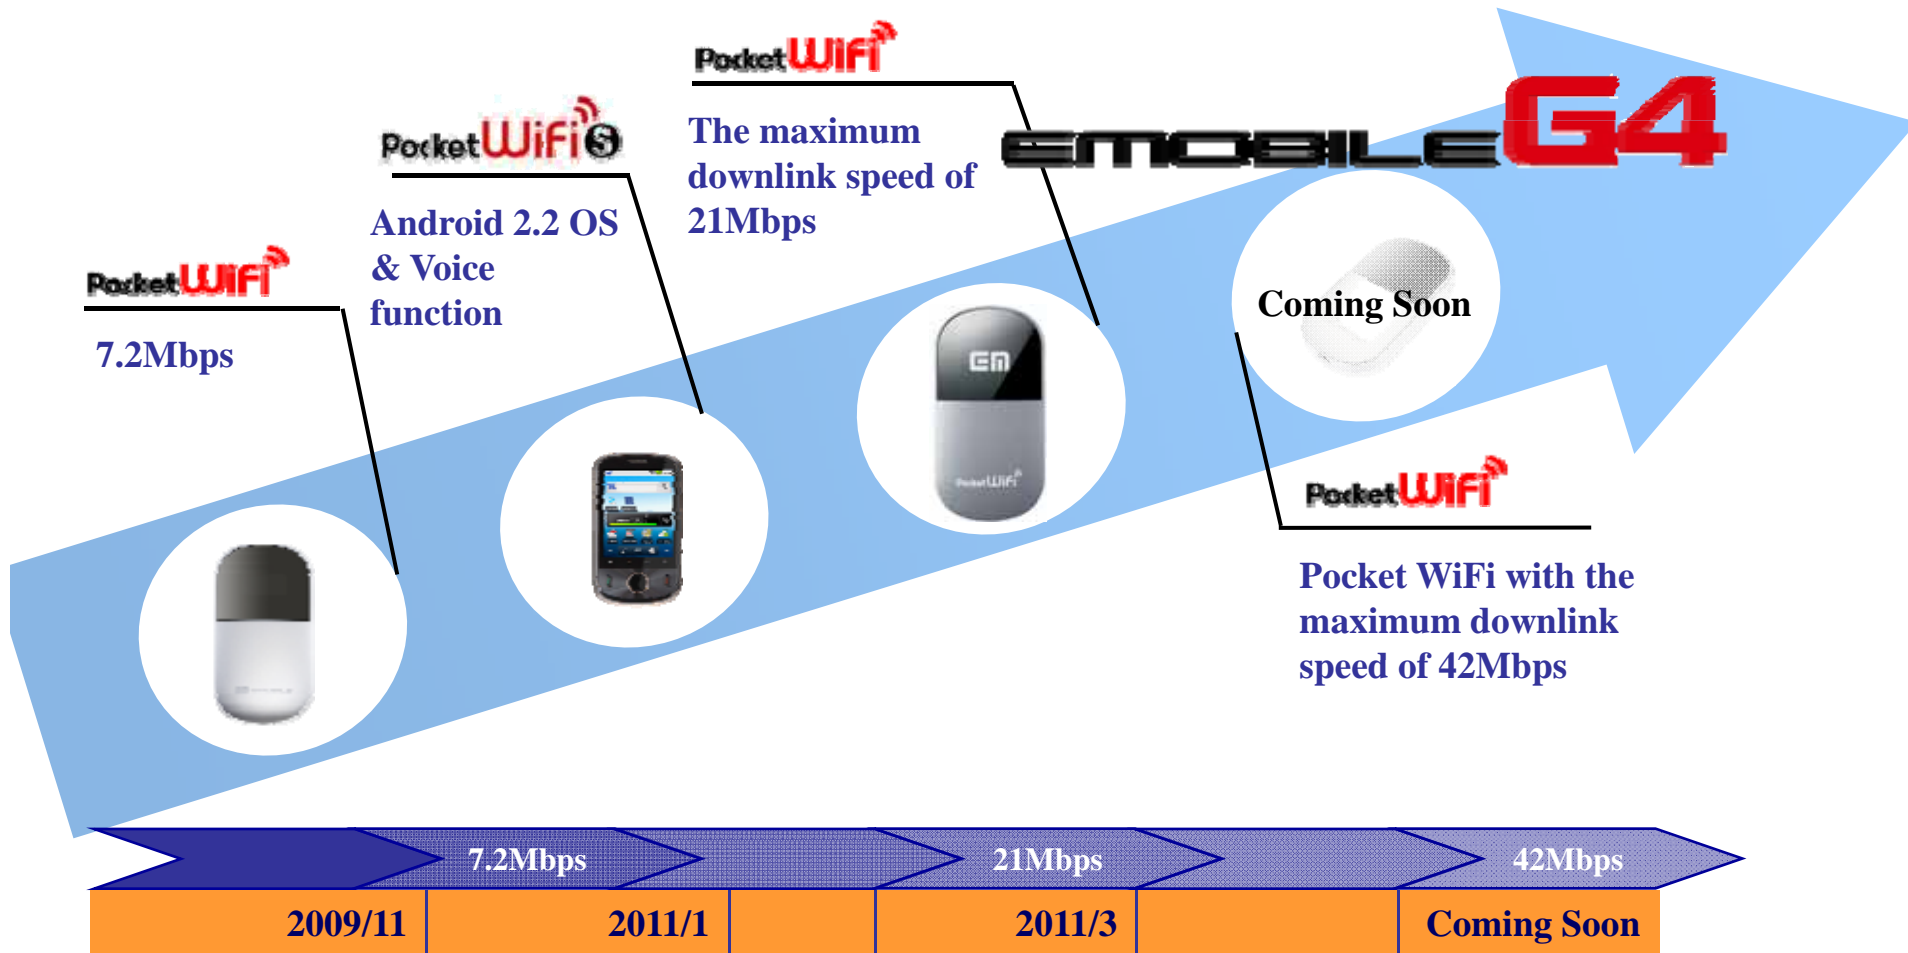 Pocket WiFi
7.2Mbps
Pocket WiFi S
Android 2.2 OS
& Voice
function
Pocket WiFi
The maximum
downlink speed of
21Mbps
EMOBILE G4
Coming Soon
EM
Pocket WiFi
Pocket WiFi
Pocket WiFi with the
maximum downlink
speed of 42Mbps
7.2Mbps
21Mbps
42Mbps
2009/11
2011/1
2011/3
Coming Soon